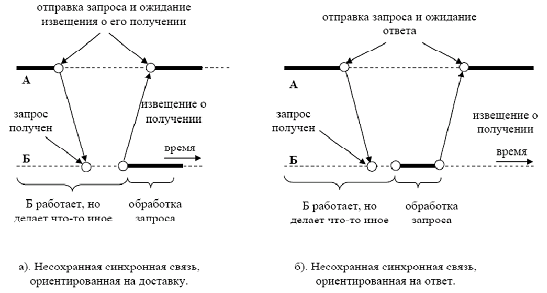 отправка запроса и ожидание
извещения о его получении
А
запрос
получен
извещение о
получении
время
Б
Б работает, но
делает что-то иное
обработка
запроса
а). Несохранная синхронная связь,
ориентированная на доставку.
отправка запроса и ожидание
ответа
А
запрос
получен
извещение о
получении
время
Б
Б работает, но
делает что-то иное
обработка
запроса
б). Несохранная синхронная связь,
ориентированная на ответ.